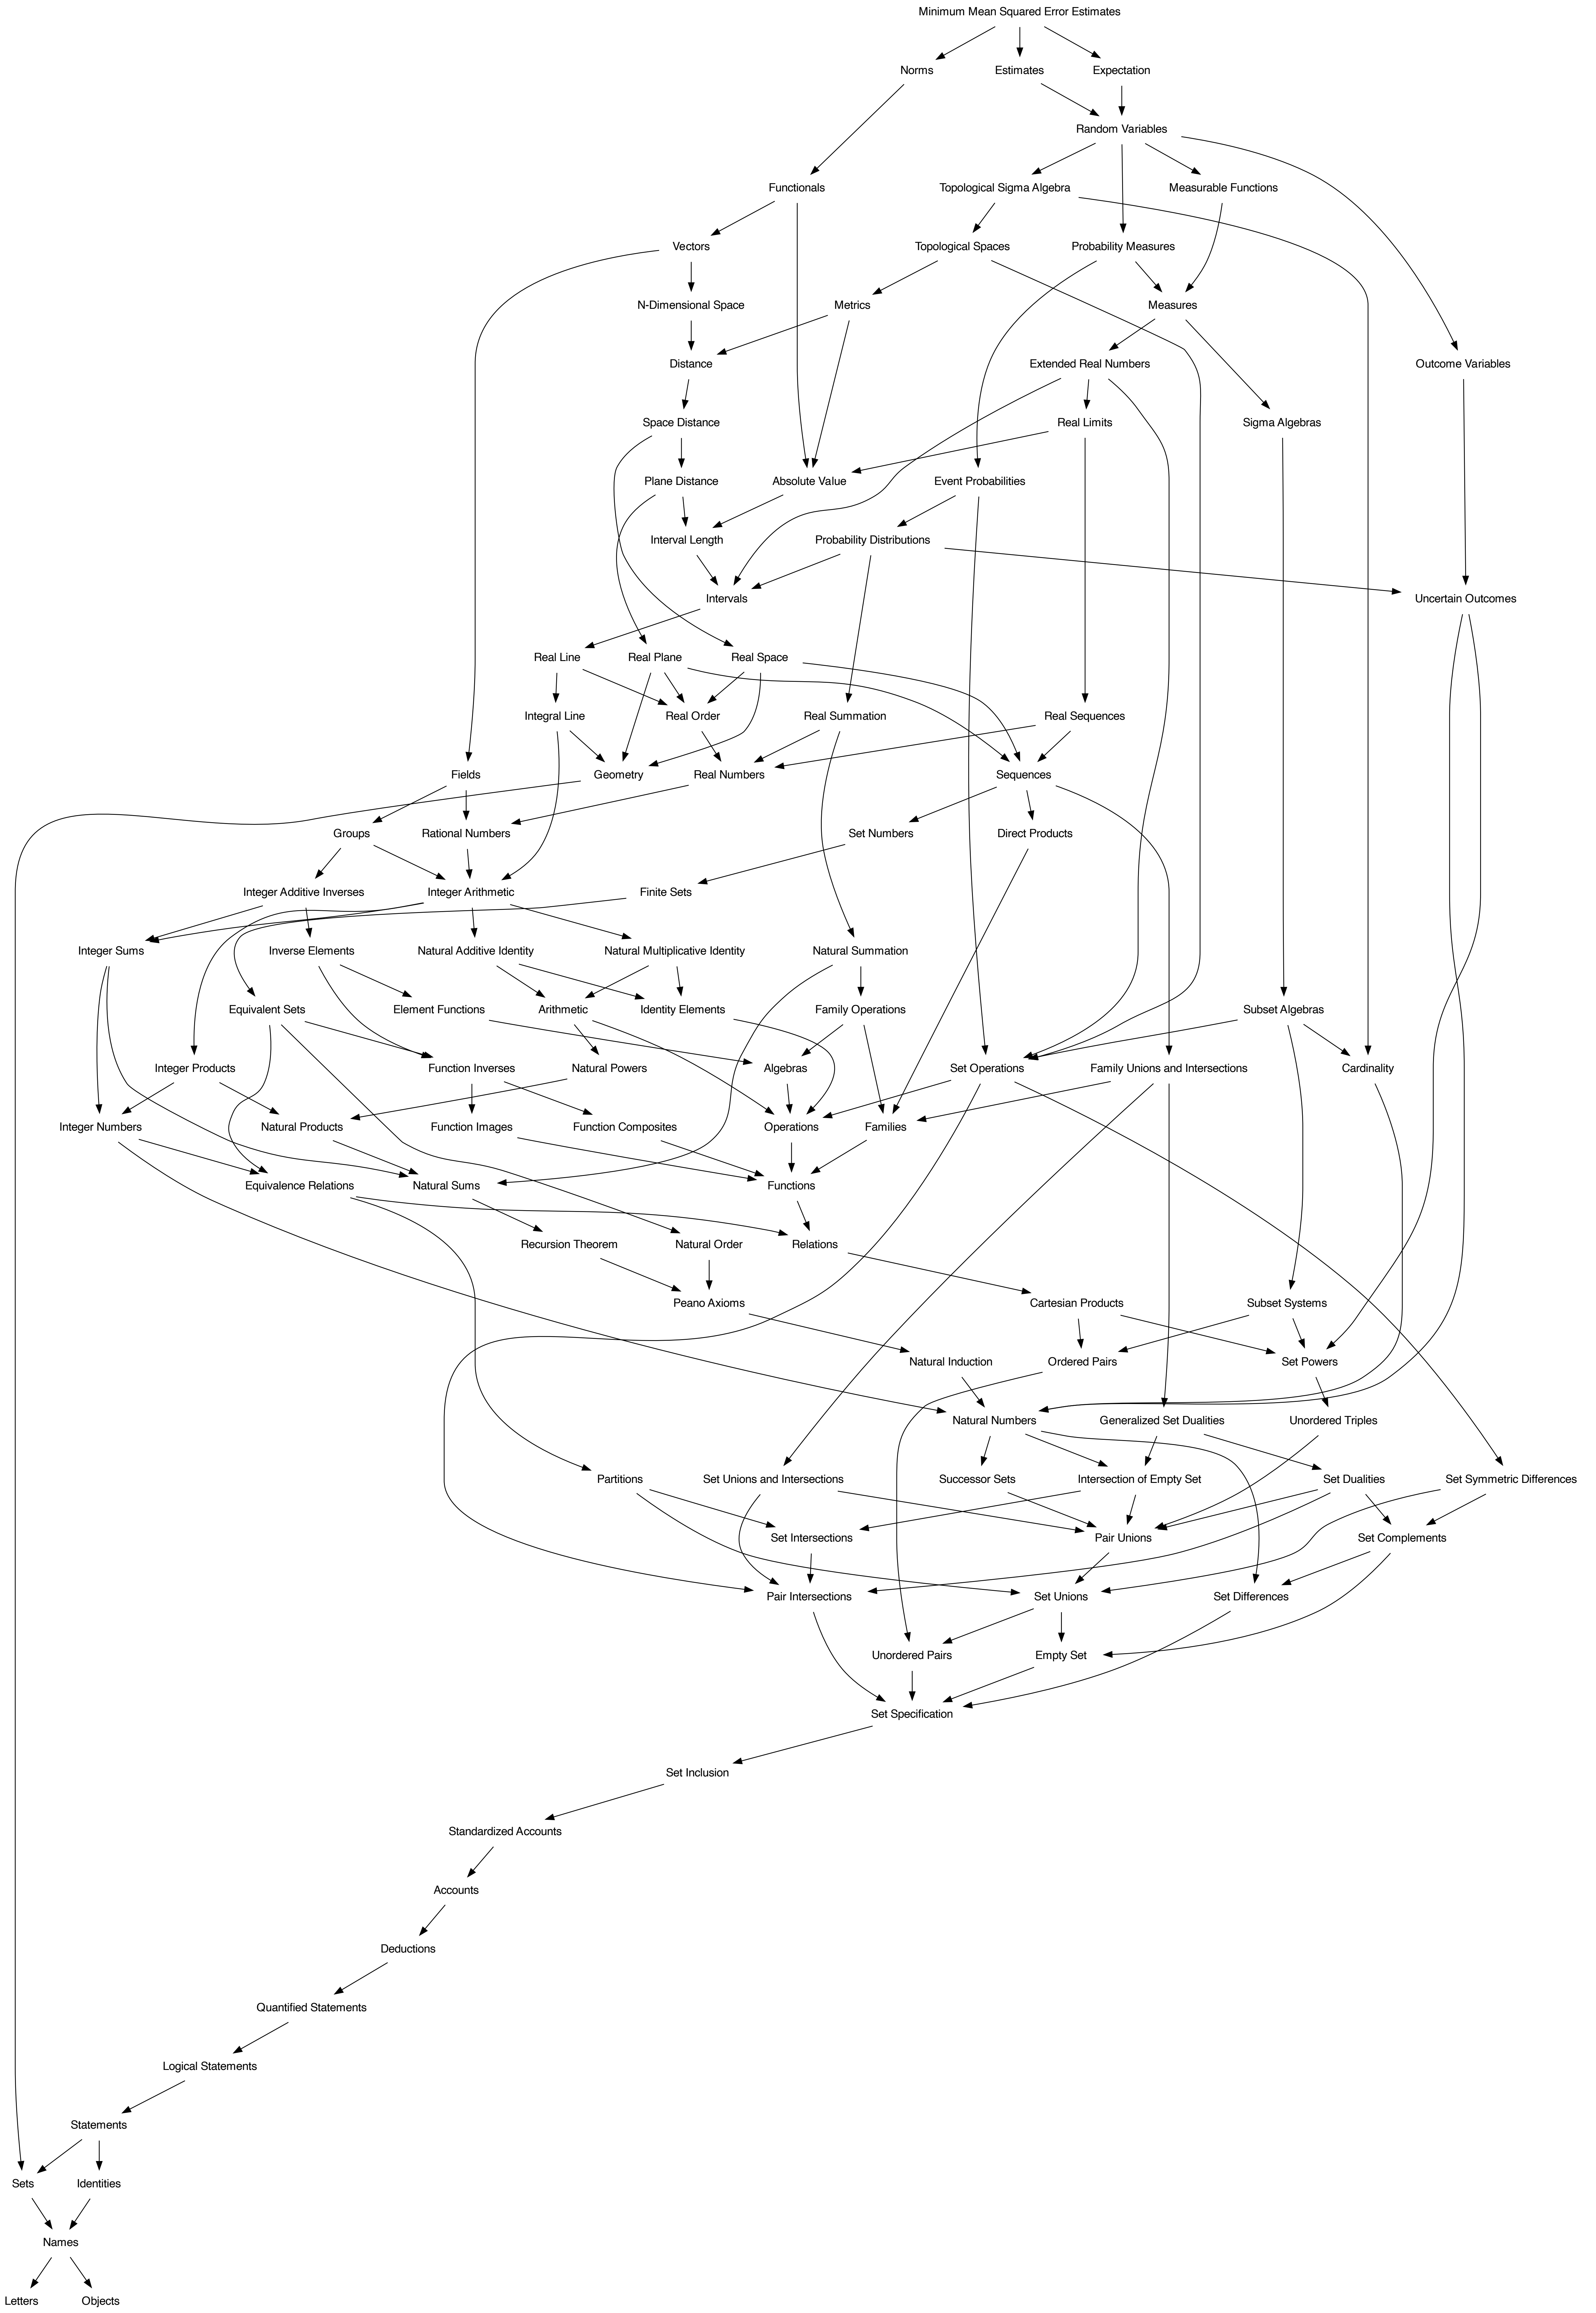 Minimum Mean Squared Error Estimates
Norms
Estimates
Expectation
Random Variables
Functionals
Topological Sigma Algebra
Measurable Functions
Vectors
Topological Spaces
Probability Measures
N-Dimensional Space
Metrics
Measures
Distance
Extended Real Numbers
Outcome Variables
Space Distance
Real Limits
Sigma Algebras
Plane Distance
Absolute Value
Event Probabilities
Interval Length
Probability Distributions
Intervals
Uncertain Outcomes
Real Line
Real Plane
Real Space
Integral Line
Real Order
Real Summation
Real Sequences
Fields
Geometry
Real Numbers
Sequences
Groups
Rational Numbers
Set Numbers
Direct Products
Integer Additive Inverses
Integer Arithmetic
Finite Sets
Integer Sums
Inverse Elements
Natural Additive Identity
Natural Multiplicative Identity
Natural Summation
Equivalent Sets
Element Functions
Arithmetic
Identity Elements
Family Operations
Subset Algebras
Integer Products
Function Inverses
Natural Powers
Algebras
Set Operations
Family Unions and Intersections
Cardinality
Integer Numbers
Natural Products
Function Images
Function Composites
Operations
Families
Equivalence Relations
Natural Sums
Functions
Recursion Theorem
Natural Order
Relations
Peano Axioms
Cartesian Products
Subset Systems
Natural Induction
Ordered Pairs
Set Powers
Natural Numbers
Generalized Set Dualities
Unordered Triples
Partitions
Set Unions and Intersections
Successor Sets
Intersection of Empty Set
Set Dualities
Set Symmetric Differences
Set Intersections
Pair Unions
Set Complements
Pair Intersections
Set Unions
Set Differences
Unordered Pairs
Empty Set
Set Specification
Set Inclusion
Standardized Accounts
Accounts
Deductions
Quantified Statements
Logical Statements
Statements
Sets
Identities
Names
Letters
Objects